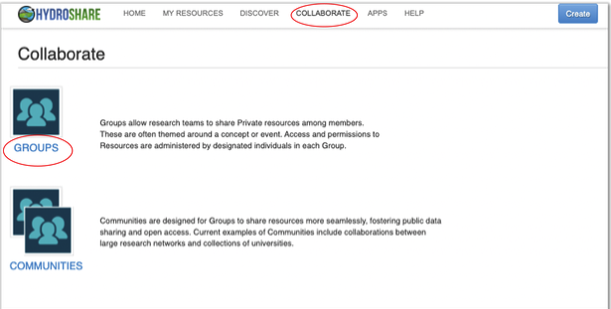 HYDROSHARE HOME MY RESOURCES DISCOVER COLLABORATE APPS HELP Create
Collaborate
Groups allow research teams to share Private resources among members.
These are often themed around a concept or event. Access and permissions to
Resources are administered by designated individuals in each Group.
GROUPS
Communities are designed for Groups to share resources more seamlessly, fostering public data
sharing and open access. Current examples of Communities include collaborations between
large research networks and collections of universities.
COMMUNITIES